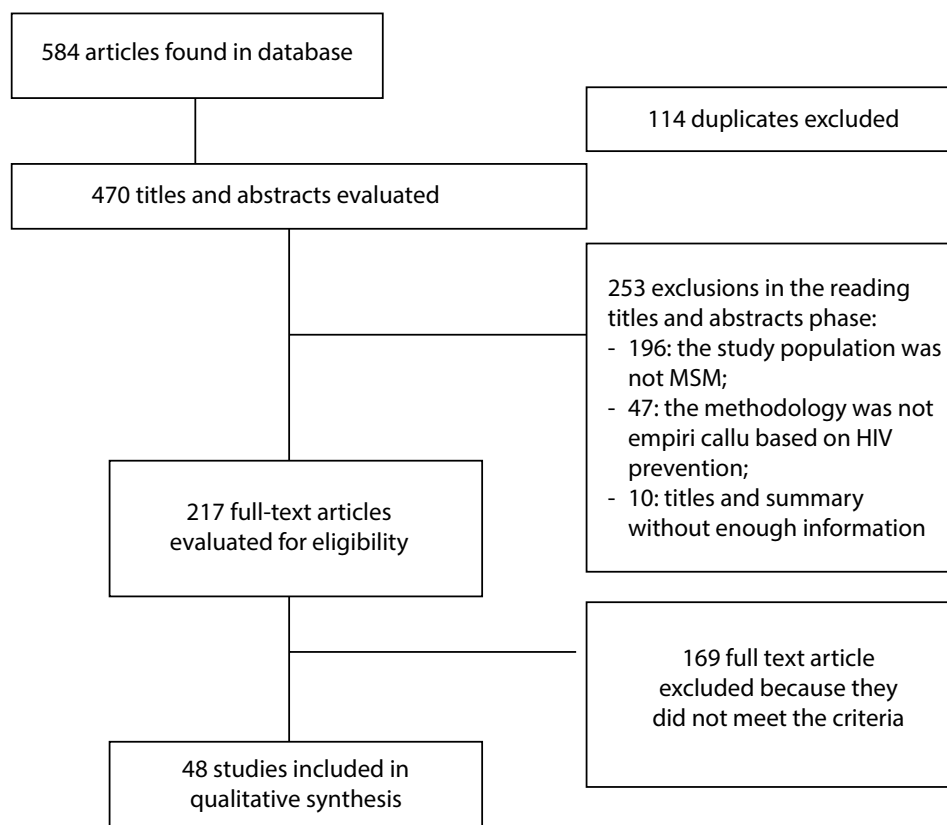 584 articles found in database
114 duplicates excluded
470 titles and abstracts evaluated
253 exclusions in the reading
titles and abstracts phase:
- 196: the study population was
not MSM;
- 47: the methodology was not
empiri callu based on HIV
prevention;
- 10: titles and summary
without enough information
217 full-text articles
evaluated for eligibility
169 full text article
excluded because they
did not meet the criteria
48 studies included in
qualitative synthesis